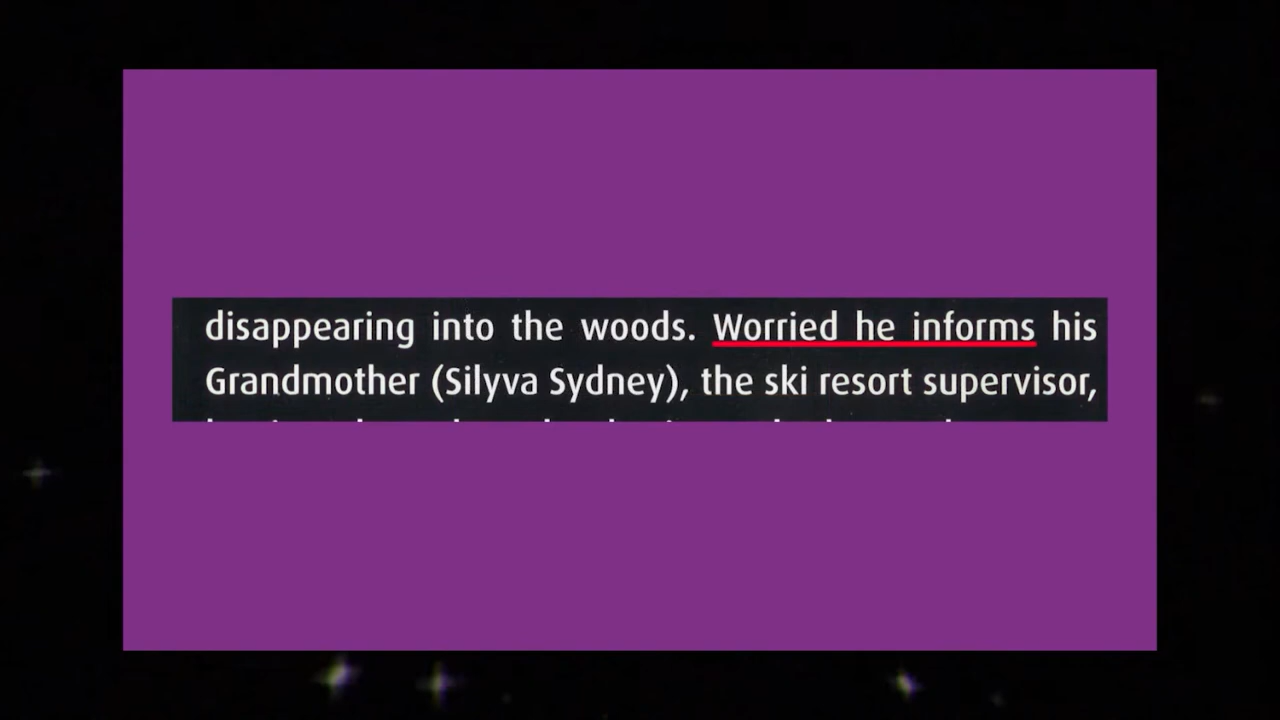 disappearing into the woods. Worried he informs his
Grandmother (Silyva Sydney), the ski resort supervisor,